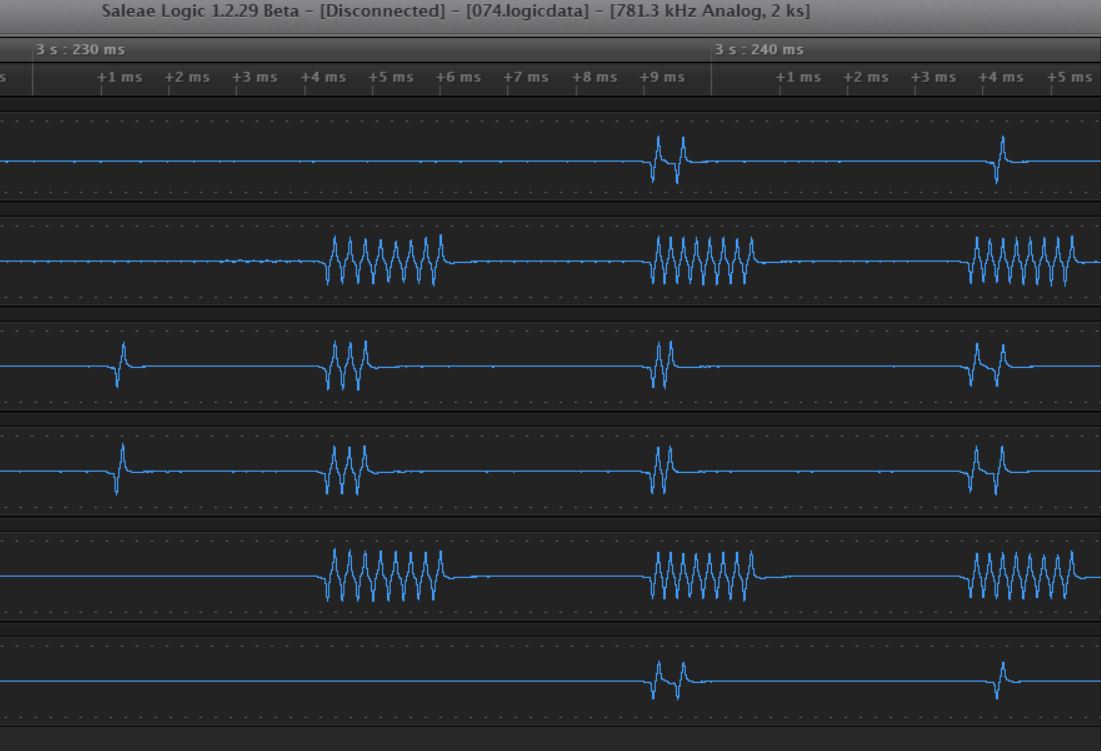 Saleae Logic 1.2.29 Beta - [Disconnected] - [074.logicdata] - [781.3 kHz Analog, 2 ks]
3 s : 230 ms 3 s : 240 ms
s +1 ms +2 ms +3 ms +4 ms +5 ms +6 ms +7 ms +8 ms +9 ms +1 ms +2 ms +3 ms +4 ms +5 ms